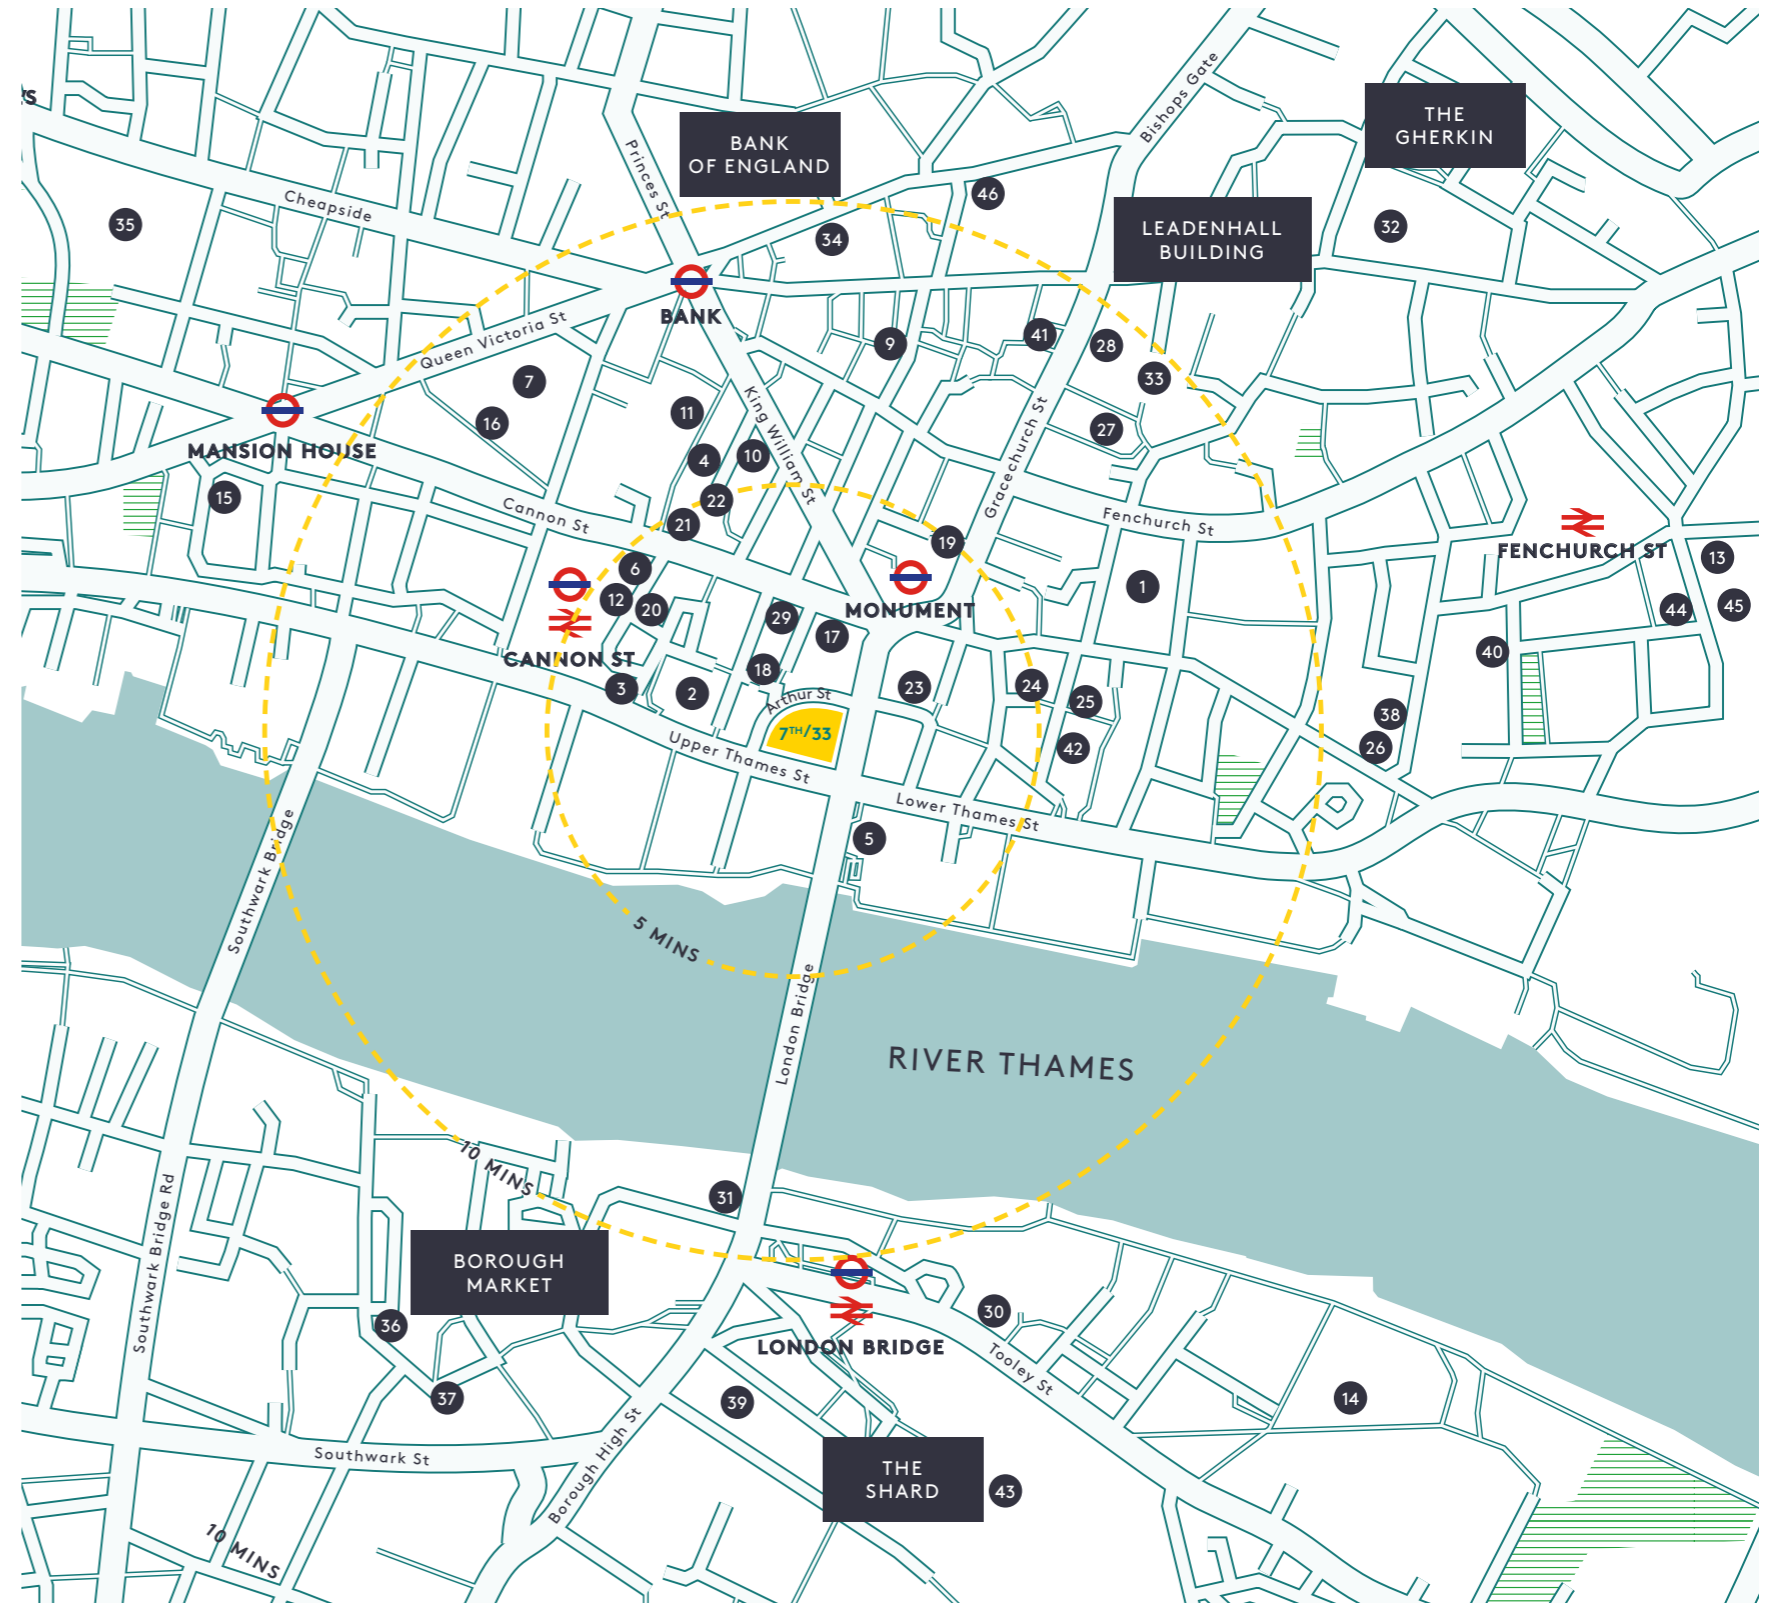 'S
Bishops Gate
THE
GHERKIN
BANK
OF ENGLAND
Princes St
46
Cheapside
35
34
LEADENHALL
BUILDING
32
BANK
Queen Victoria St
9
41
28
33
7
16
11
King William St
Gracechurch St
27
MANSION HOUSE
4
10
15
22
Cannon St
21
Fenchurch St
19
FENCHURCH ST
13
6
1
12
20
29
17
MONUMENT
44
45
CANNON ST
40
18
3
2
23
24
25
Arthur St
38
7TH/33
42
26
Upper Thames St
Lower Thames St
5
Southwark Bridge
5 MINS
London Bridge
RIVER THAMES
10 MINS
31
Southwark Bridge Rd
BOROUGH
MARKET
36
30
LONDON BRIDGE
Tooley St
37
39
14
Southwark St
Borough High St
THE
SHARD
43
10 MINS